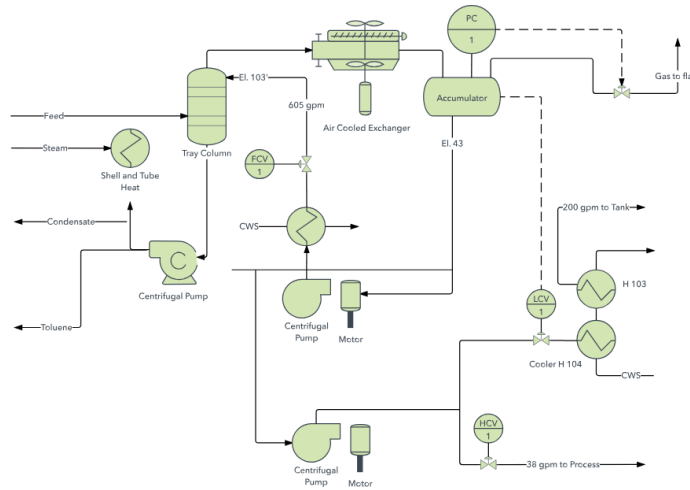 PC
1
Gas to fla
El. 103'
605 gpm
Accumulator
Air Cooled Exchanger
Feed
Steam
Tray Column
Shell and Tube
Heat
FCV
1
El. 43
Condensate
CWS
200 gpm to Tank
C
Centrifugal Pump
H 103
LCV
1
Toluene
Centrifugal
Pump
Motor
Cooler H 104
CWS
HCV
1
38 gpm to Process
Centrifugal
Pump
Motor